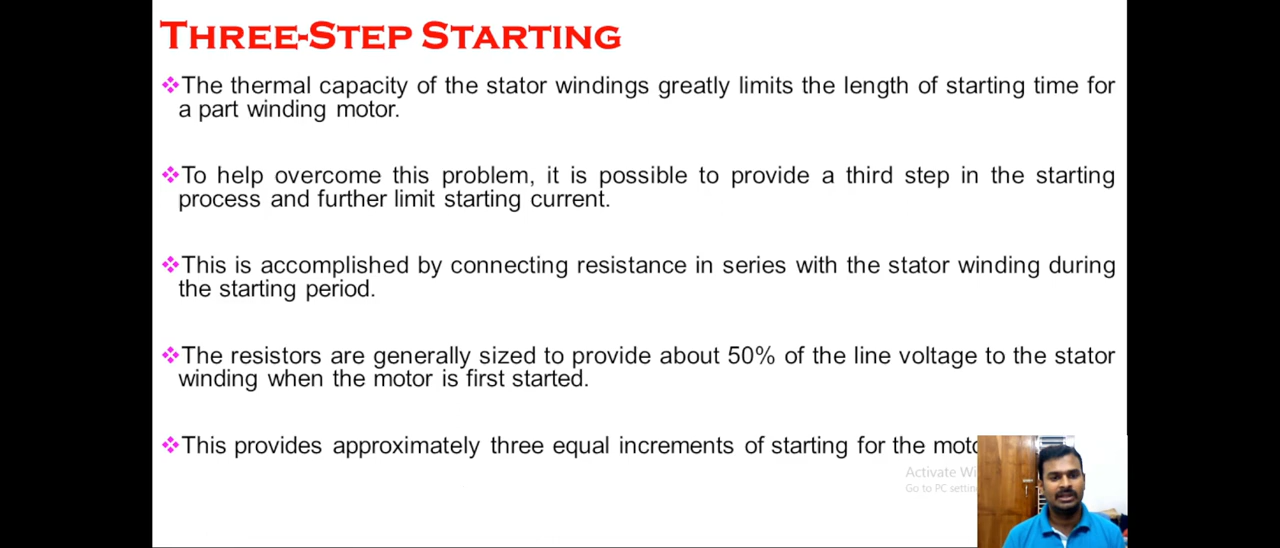 THREE-STEP STARTING
❖The thermal capacity of the stator windings greatly limits the length of starting time for
a part winding motor.
❖To help overcome this problem, it is possible to provide a third step in the starting
process and further limit starting current.
❖This is accomplished by connecting resistance in series with the stator winding during
the starting period.
❖The resistors are generally sized to provide about 50% of the line voltage to the stator
winding when the motor is first started.
❖This provides approximately three equal increments of starting for the
Activate
Go to PC